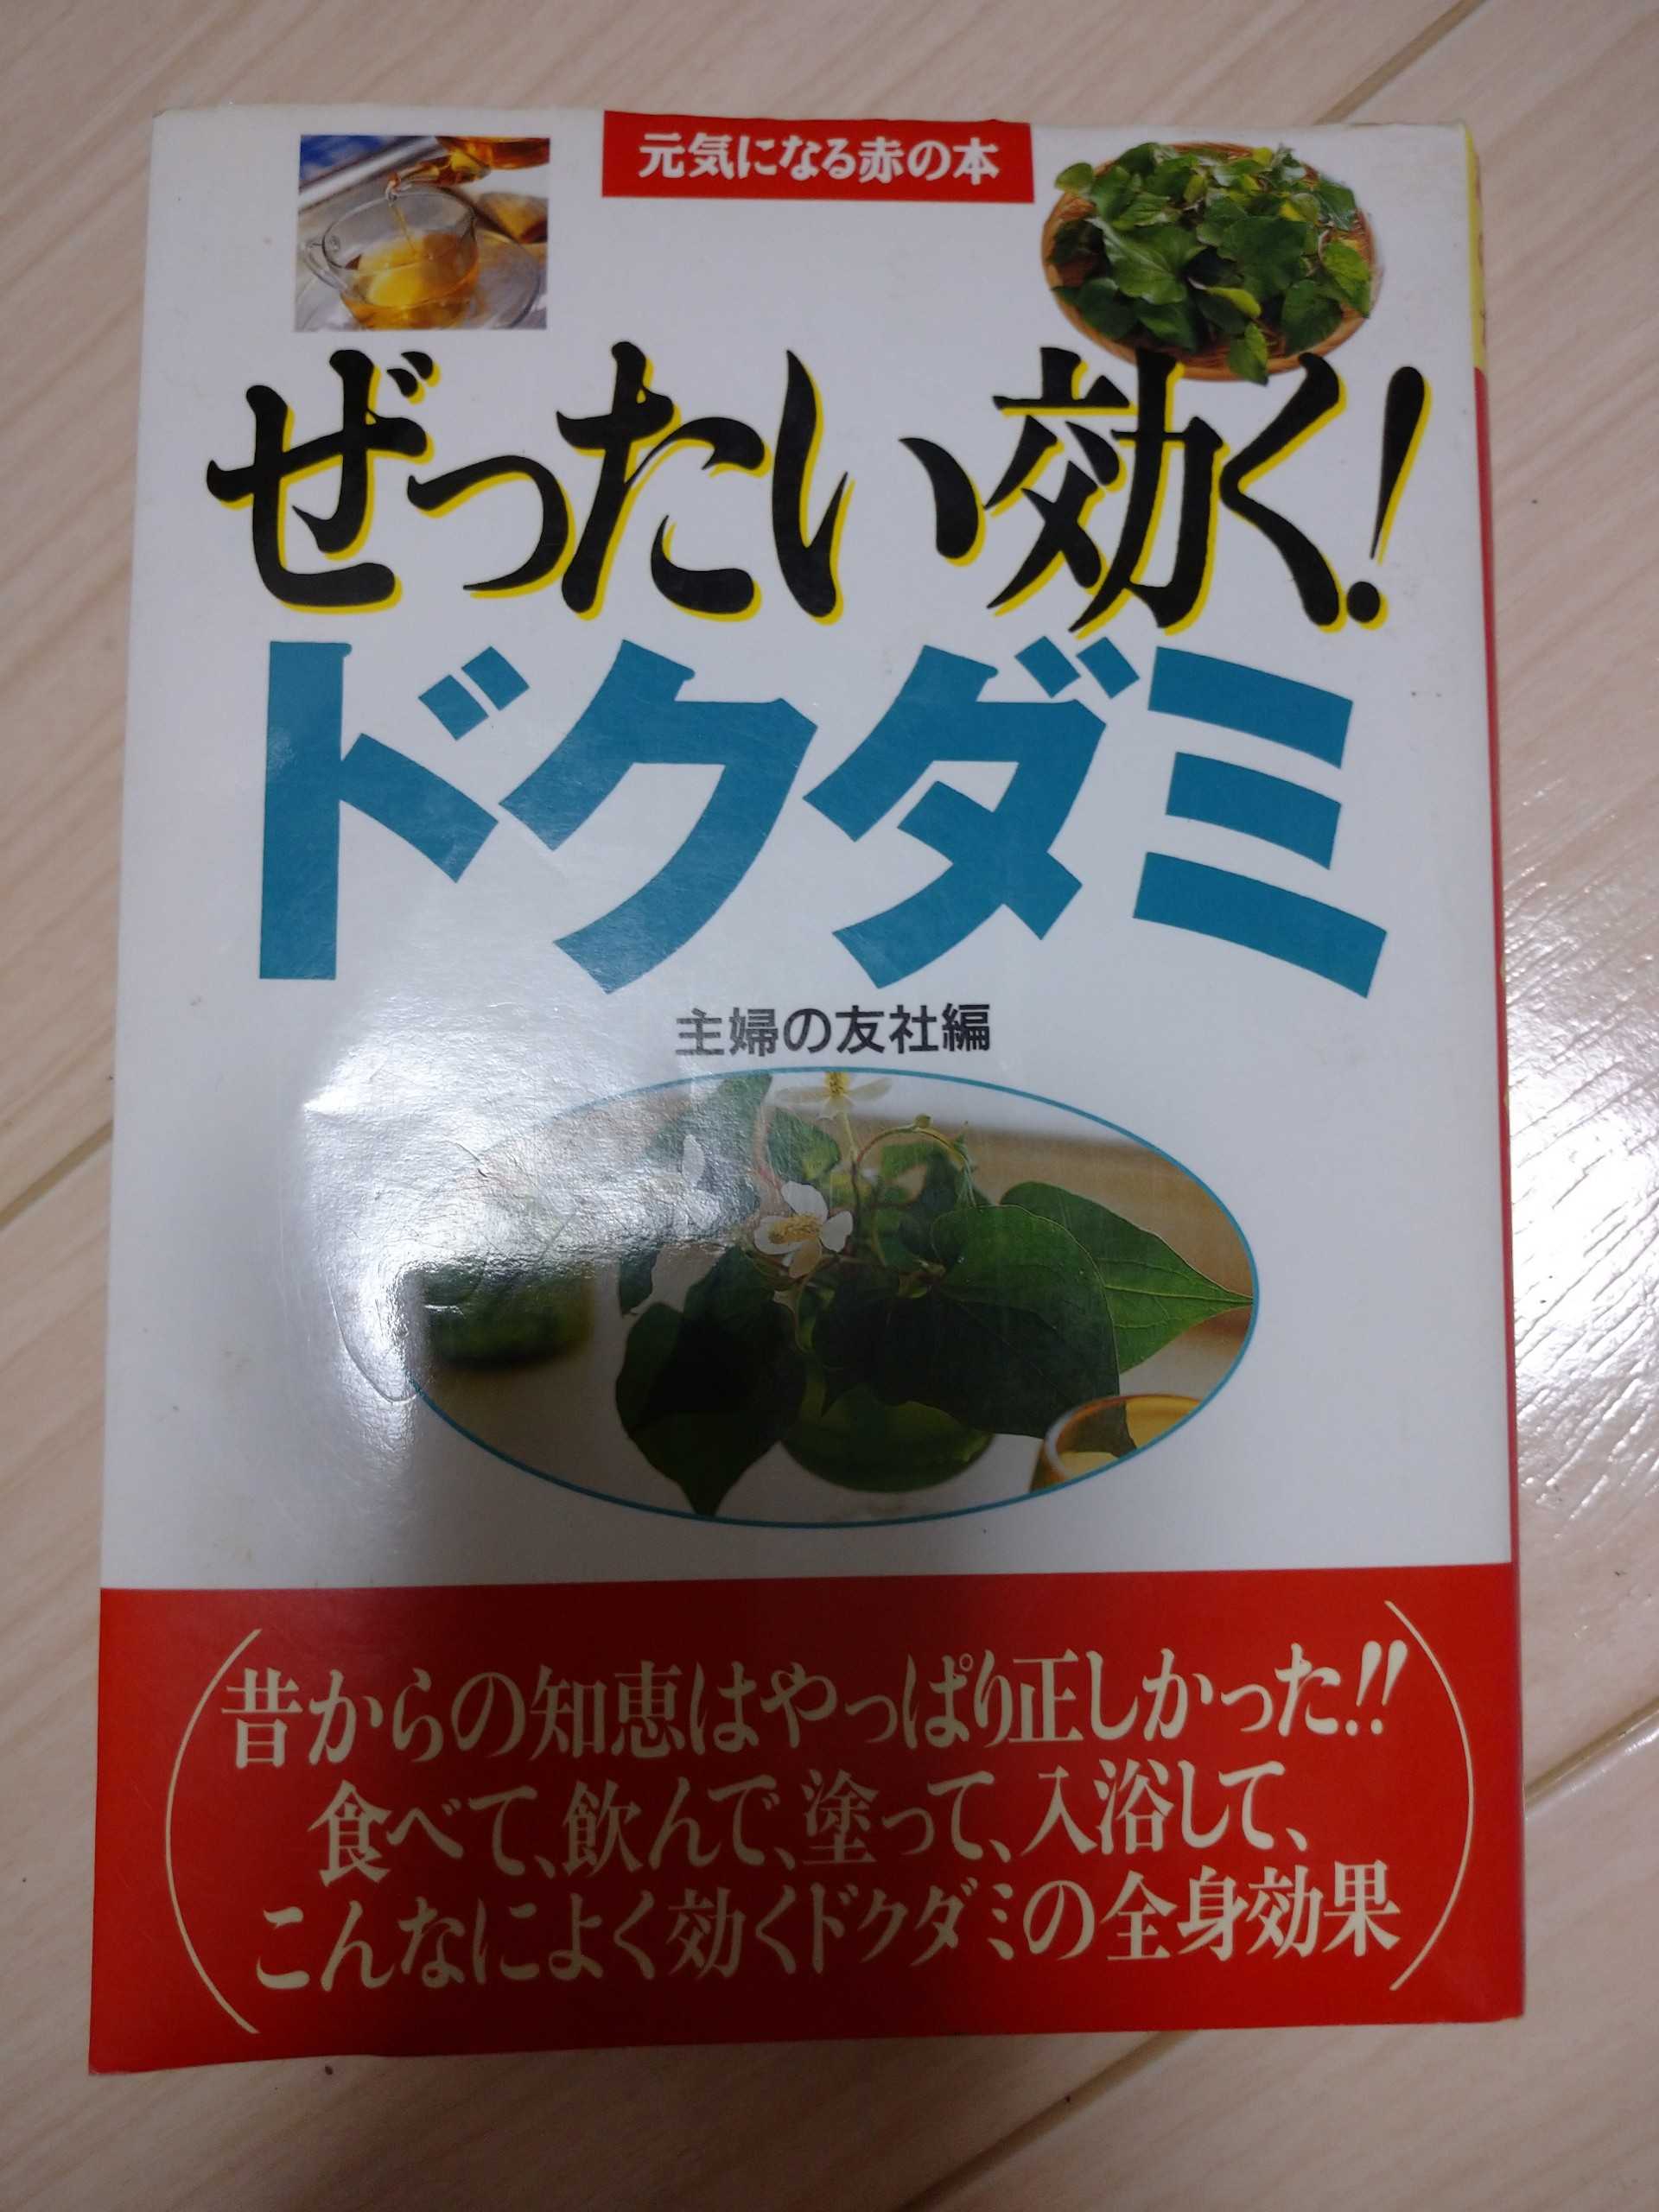 元気になる赤の本
ぜったい効く!
ドクダミ
主婦の友社編
昔からの知恵はやっぱり正しかった!!
食べて、飲んで、塗って、入浴して、
こんなによく効くドクダミの全身効果